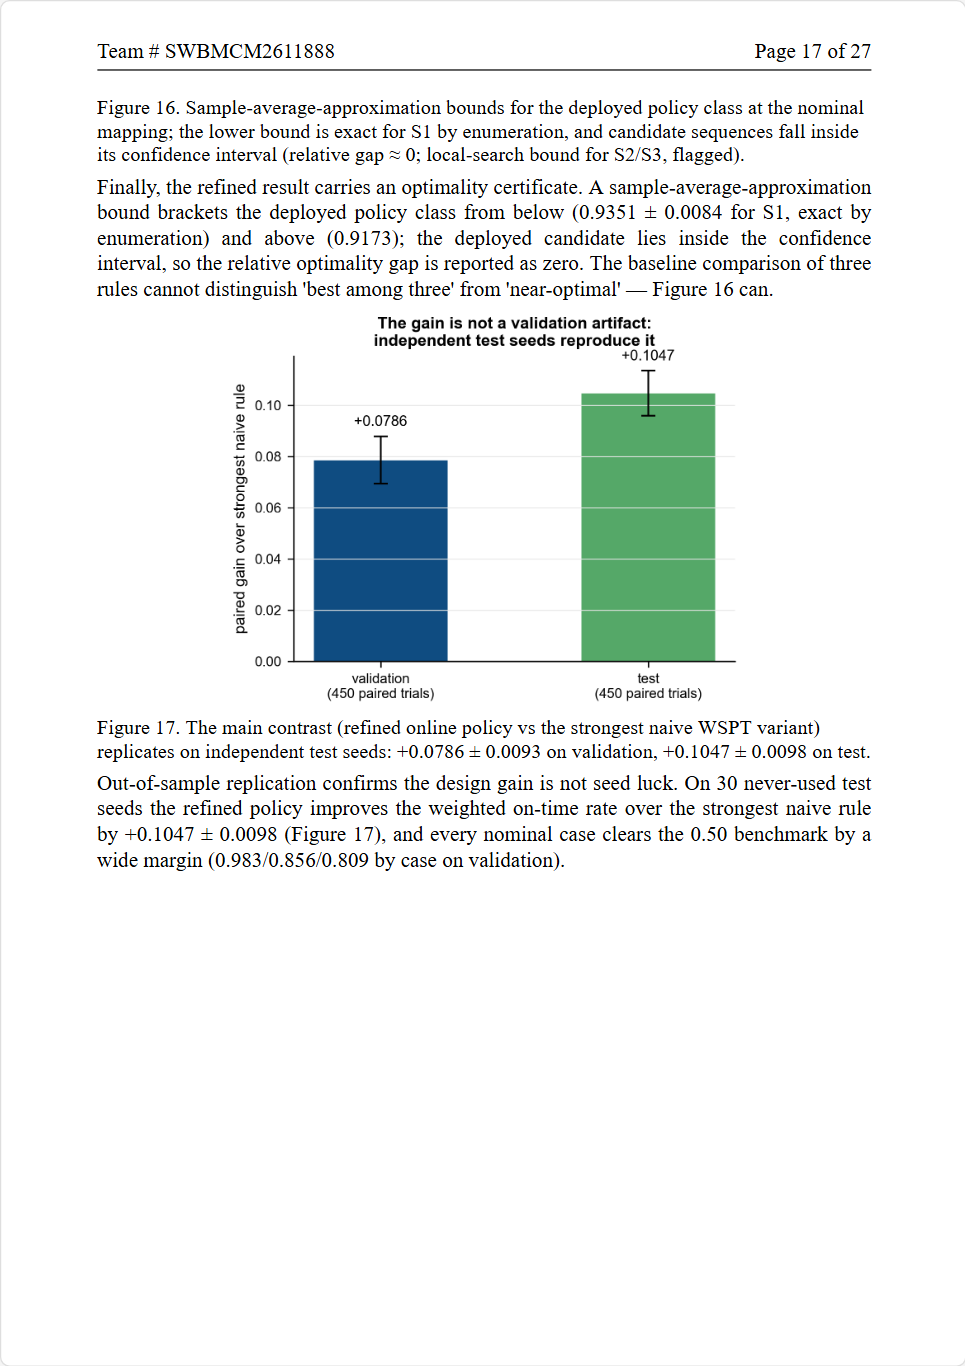 Team # SWBMCM2611888 Page 17 of 27
Figure 16. Sample-average-approximation bounds for the deployed policy class at the nominal
mapping; the lower bound is exact for S1 by enumeration, and candidate sequences fall inside
its confidence interval (relative gap ≈ 0; local-search bound for S2/S3, flagged).
Finally, the refined result carries an optimality certificate. A sample-average-approximation
bound brackets the deployed policy class from below (0.9351 ± 0.0084 for S1, exact by
enumeration) and above (0.9173); the deployed candidate lies inside the confidence
interval, so the relative optimality gap is reported as zero. The baseline comparison of three
rules cannot distinguish 'best among three' from 'near-optimal' — Figure 16 can.
The gain is not a validation artifact:
independent test seeds reproduce it
+0.1047
+0.0786
paired gain over strongest naive rule
0.10
0.08
0.06
0.04
0.02
0.00
validation
(450 paired trials)
test
(450 paired trials)
Figure 17. The main contrast (refined online policy vs the strongest naive WSPT variant)
replicates on independent test seeds: +0.0786 ± 0.0093 on validation, +0.1047 ± 0.0098 on test.
Out-of-sample replication confirms the design gain is not seed luck. On 30 never-used test
seeds the refined policy improves the weighted on-time rate over the strongest naive rule
by +0.1047 ± 0.0098 (Figure 17), and every nominal case clears the 0.50 benchmark by a
wide margin (0.983/0.856/0.809 by case on validation).